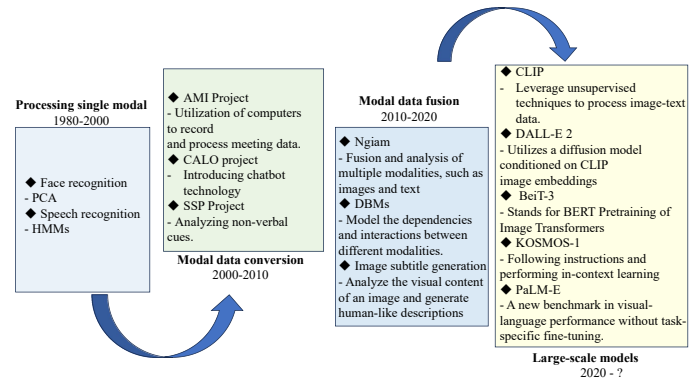 Processing single modal
1980-2000
◆ Face recognition
- PCA
◆ Speech recognition
- HMMs
◆ AMI Project
- Utilization of computers
to record
and process meeting data.
◆ CALO project
- Introducing chatbot
technology
◆ SSP Project
- Analyzing non-verbal
cues.
Modal data conversion
2000-2010
Modal data fusion
2010-2020
◆ Ngiam
- Fusion and analysis of
multiple modalities, such as
images and text
◆ DBMs
- Model the dependencies
and interactions between
different modalities.
◆ Image subtitle generation
- Analyze the visual content
of an image and generate
human-like descriptions
◆ CLIP
- Leverage unsupervised
techniques to process image-text
data.
◆ DALL-E 2
- Utilizes a diffusion model
conditioned on CLIP
image embeddings
◆ BeiT-3
- Stands for BERT Pretraining of
Image Transformers
◆ KOSMOS-1
- Following instructions and
performing in-context learning
◆ PaLM-E
- A new benchmark in visual-
language performance without task-
specific fine-tuning.
Large-scale models
2020 - ?